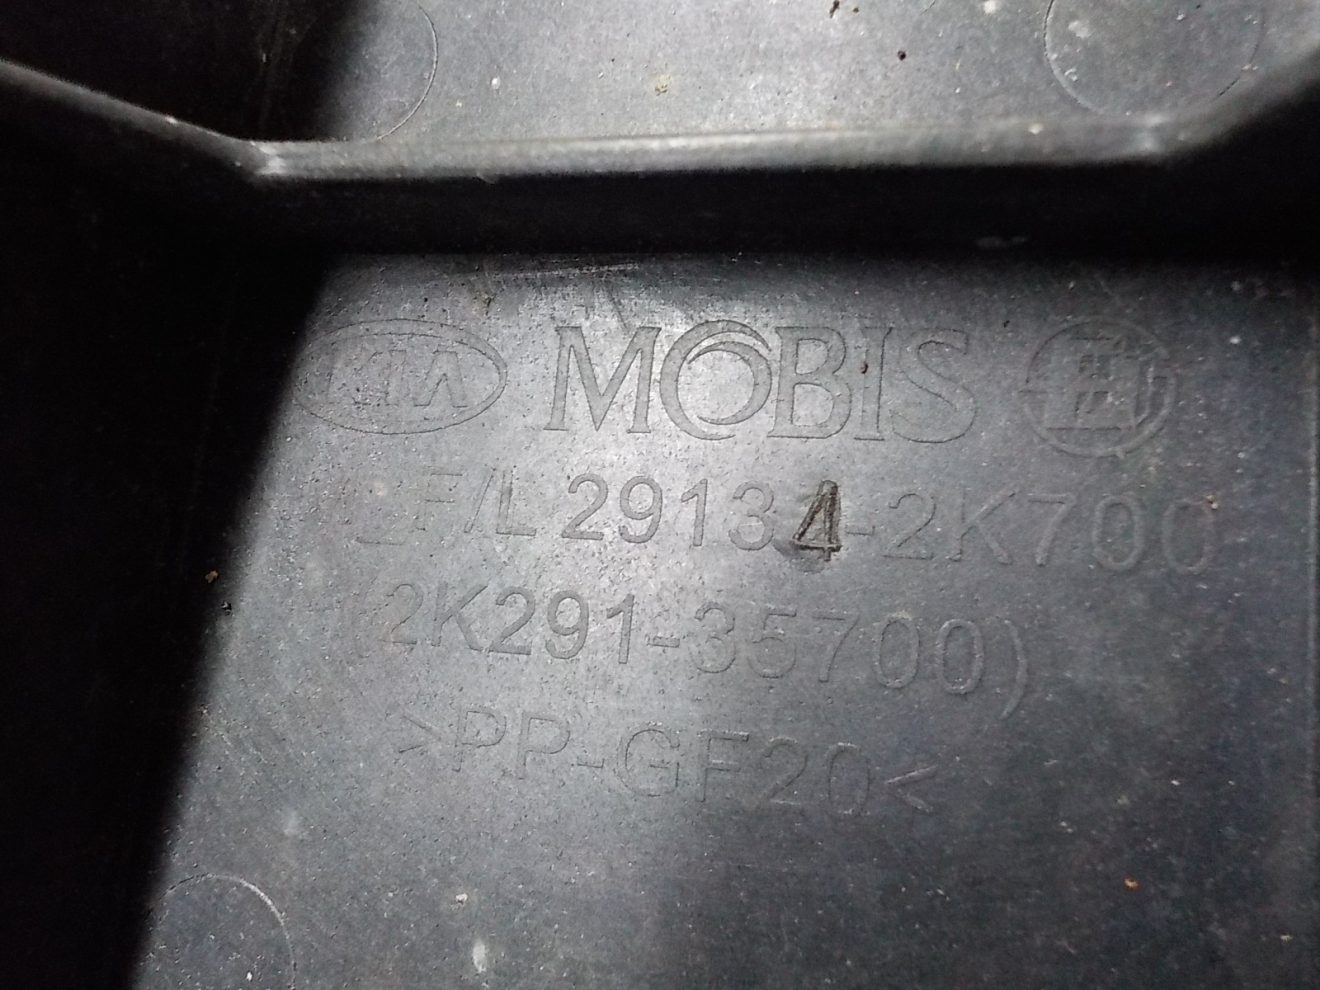 KIA MOBIS
F/L 29134-2K700
(2K291-35700)
>PP-GF20<